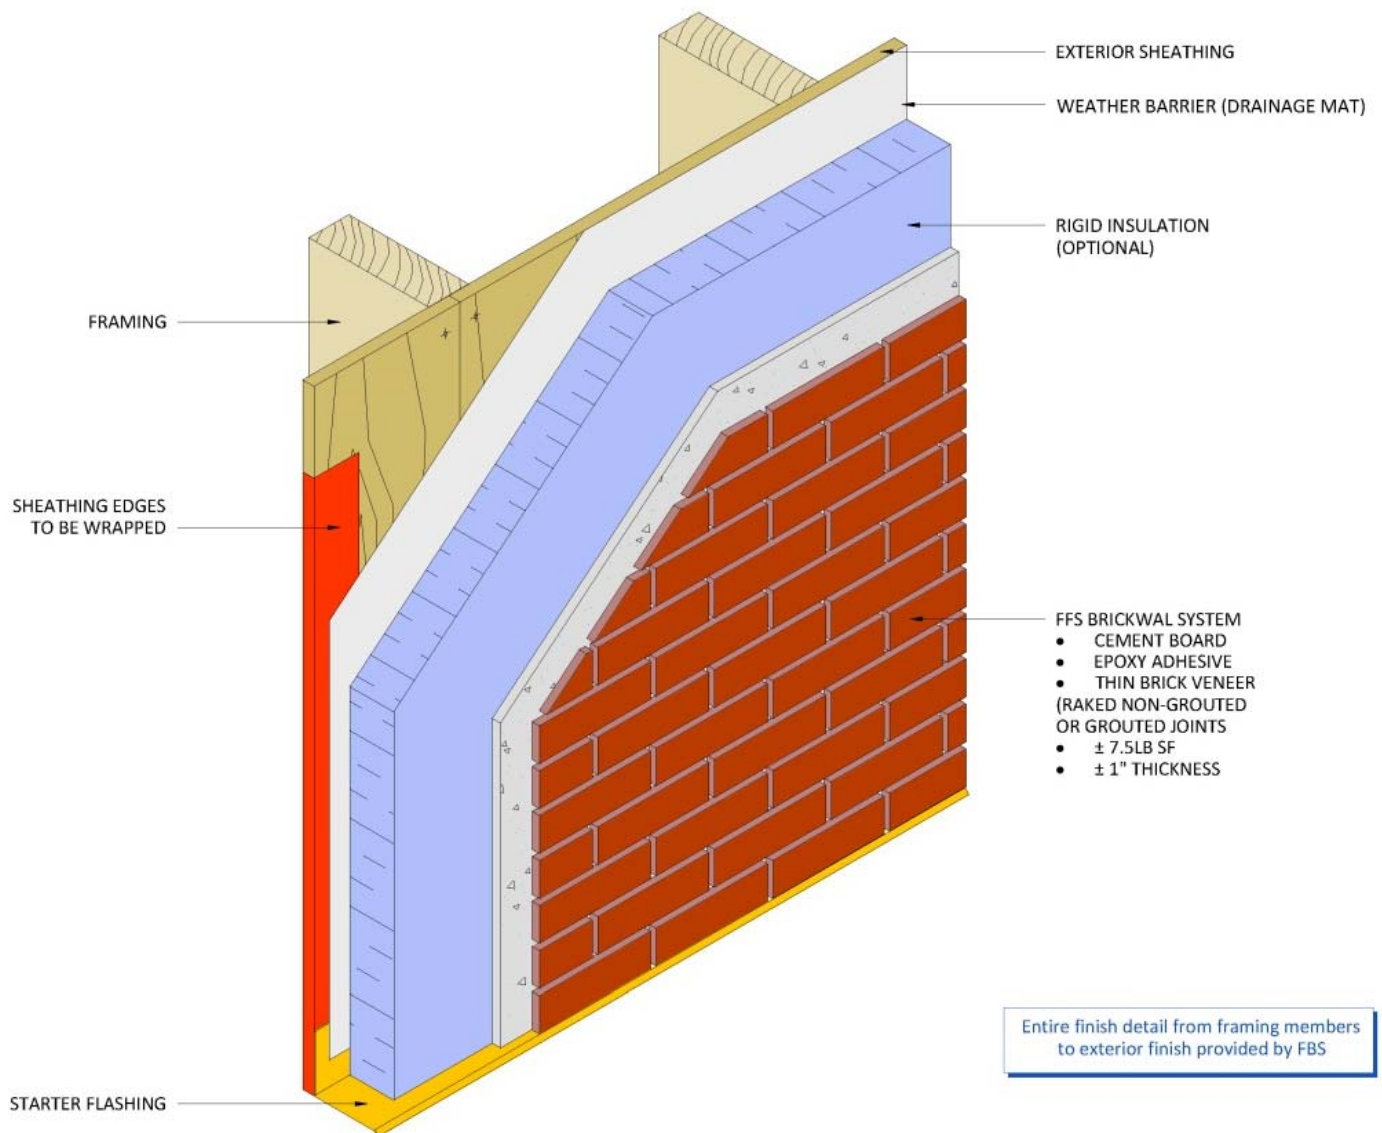 EXTERIOR SHEATHING
WEATHER BARRIER (DRAINAGE MAT)
RIGID INSULATION
(OPTIONAL)
FRAMING
SHEATHING EDGES
TO BE WRAPPED
FFS BRICKWAL SYSTEM
• CEMENT BOARD
• EPOXY ADHESIVE
• THIN BRICK VENEER
(RAKED NON-GROUTED
OR GROUTED JOINTS
• ± 7.5LB SF
• ± 1" THICKNESS
Entire finish detail from framing members
to exterior finish provided by FBS
STARTER FLASHING